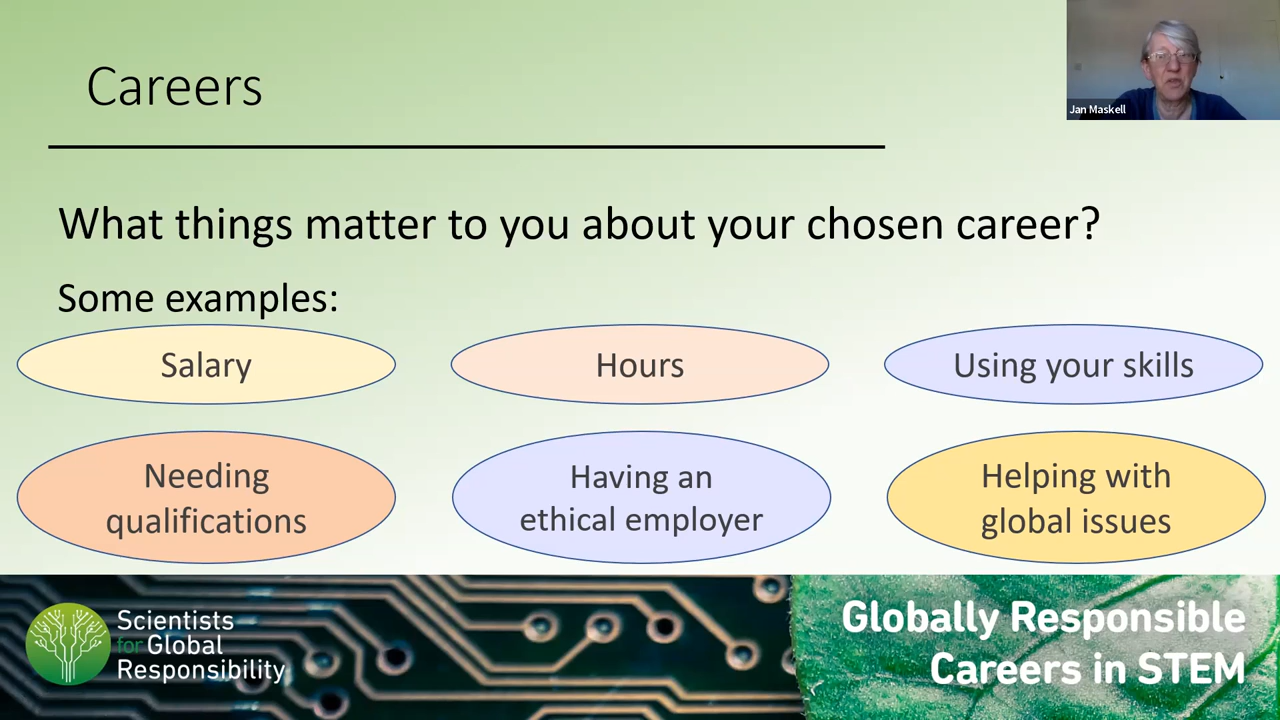 Careers
Jan Maskell
What things matter to you about your chosen career?
Some examples:
Salary
Hours
Using your skills
Needing
qualifications
Having an
ethical employer
Helping with
global issues
Scientists
for Global
Responsibility
Globally Responsible
Careers in STEM